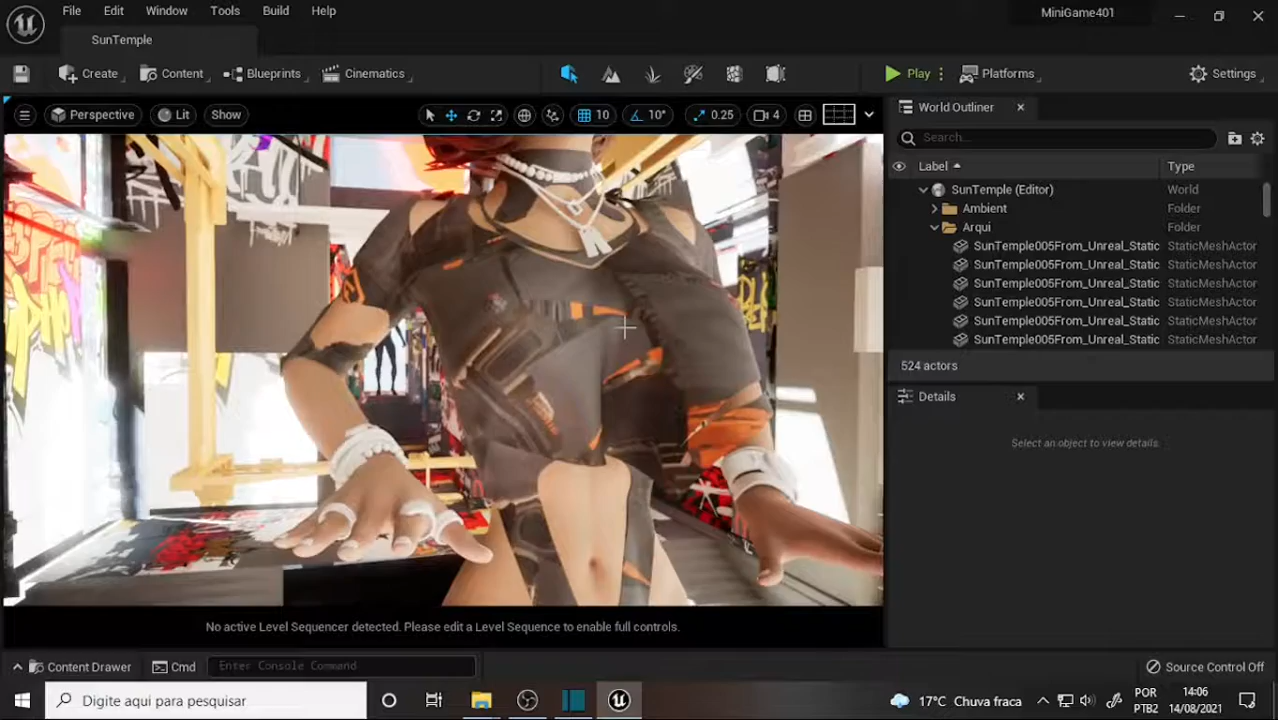 File Edit Window Tools Build Help
MiniGame401
SunTemple
Create Content Blueprints Cinematics Play Platforms Settings
Perspective Lit Show 10 10° 0.25 4
World Outliner
Search...
Label Type
SunTemple (Editor) World
Ambient Folder
Arqui Folder
SunTemple005From_Unreal_Static StaticMeshActor
SunTemple005From_Unreal_Static StaticMeshActor
SunTemple005From_Unreal_Static StaticMeshActor
SunTemple005From_Unreal_Static StaticMeshActor
SunTemple005From_Unreal_Static StaticMeshActor
SunTemple005From_Unreal_Static StaticMeshActor
524 actors
Details
Select an object to view details.
No active Level Sequencer detected. Please edit a Level Sequence to enable full controls.
Content Drawer Cmd Enter Console Command Source Control Off
Digite aqui para pesquisar
17°C Chuva fraca
POR
PTB2
14:06
14/08/2021